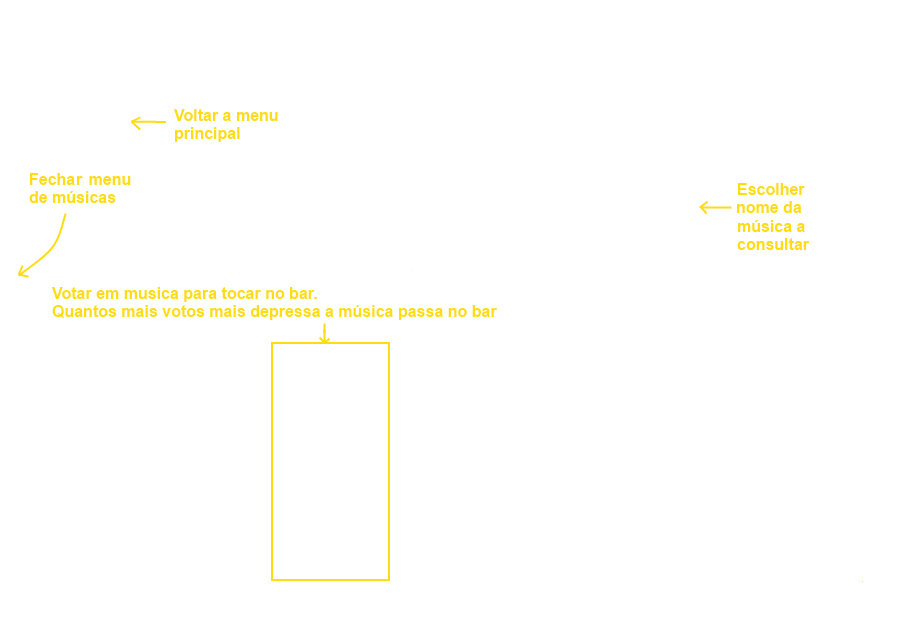 Voltar a menu
principal
Fechar menu
de músicas
Escolher
nome da
música a
consultar
Votar em musica para tocar no bar.
Quantos mais votos mais depressa a música passa no bar